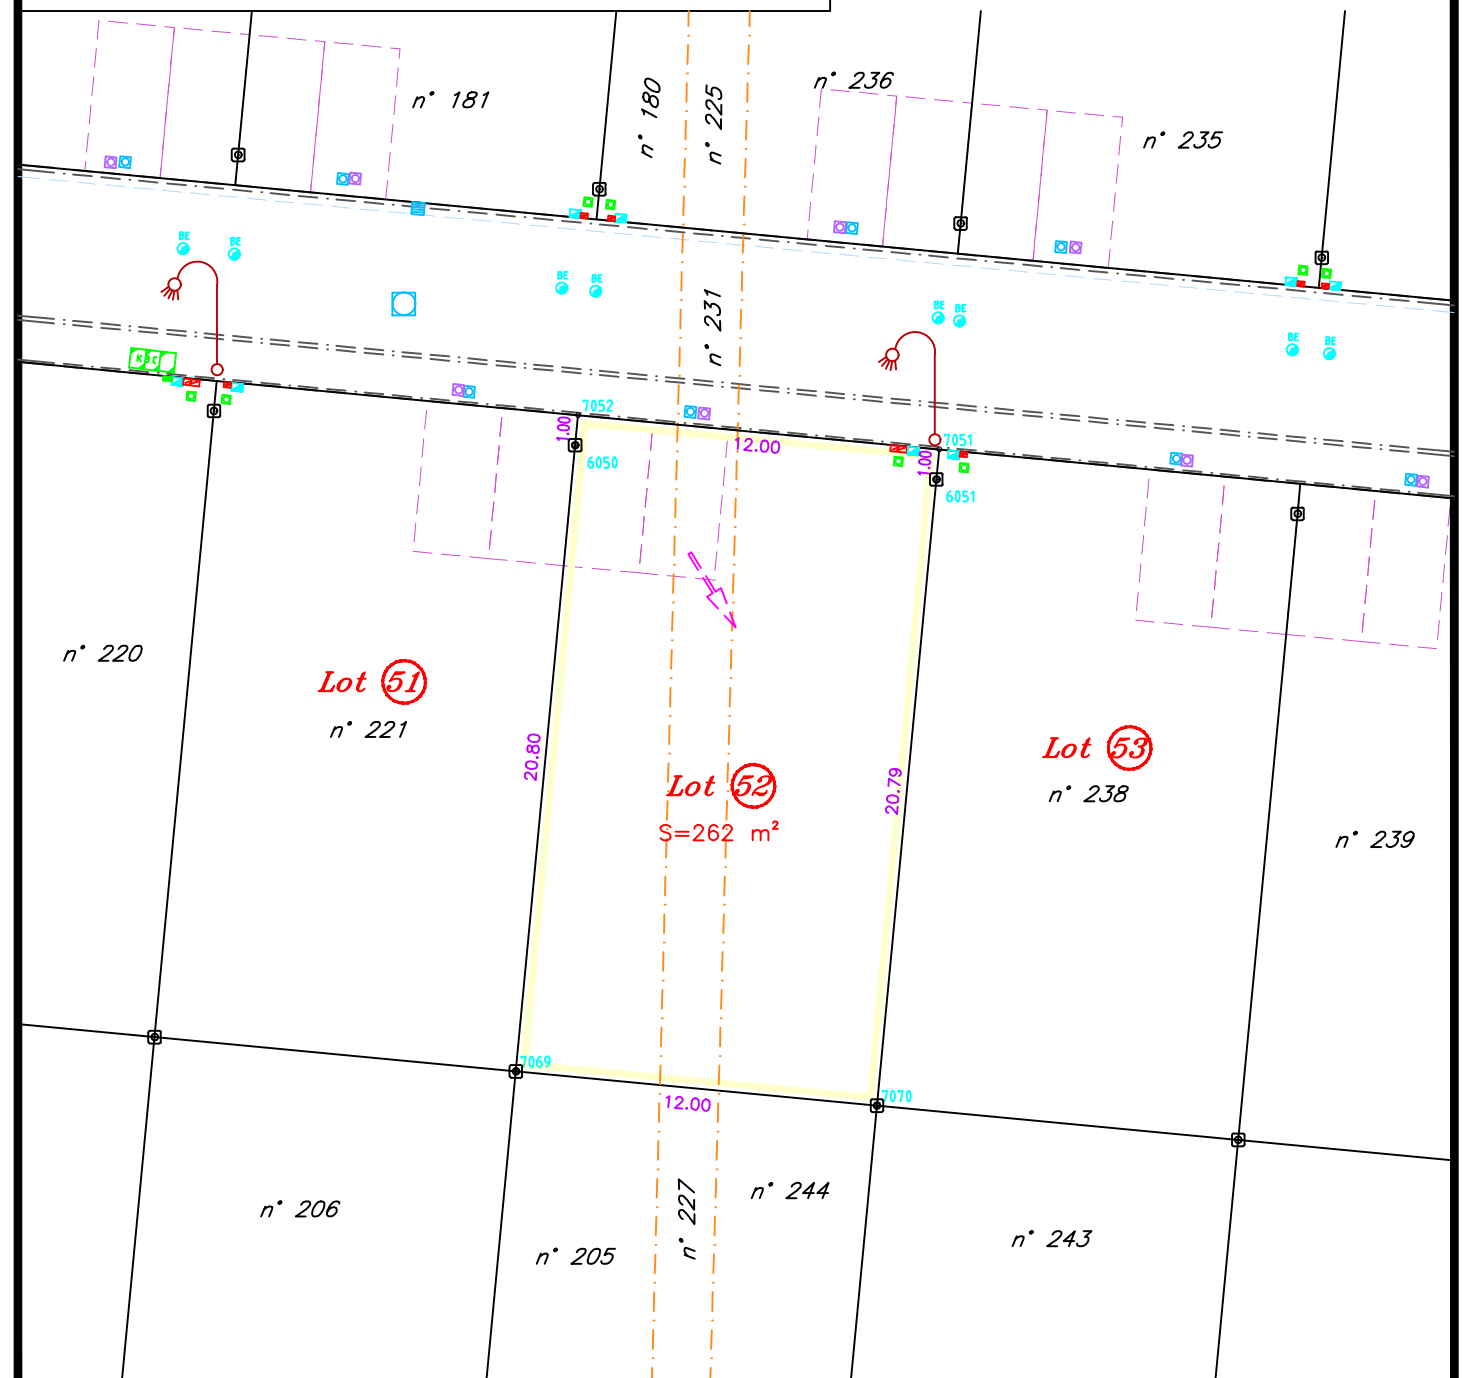 n° 181
n° 180
n° 225
n° 236
n° 235
BE
BE
BE
BE
n° 231
BE
BE
BE
BE
K
B
C
7052
1.00
12.00
7051
1.00
6050
6051
n° 220
Lot 51
n° 221
20.80
Lot 52
S=262 m²
20.79
Lot 53
n° 238
n° 239
7069
7070
12.00
n° 206
n° 205
n° 227
n° 244
n° 243